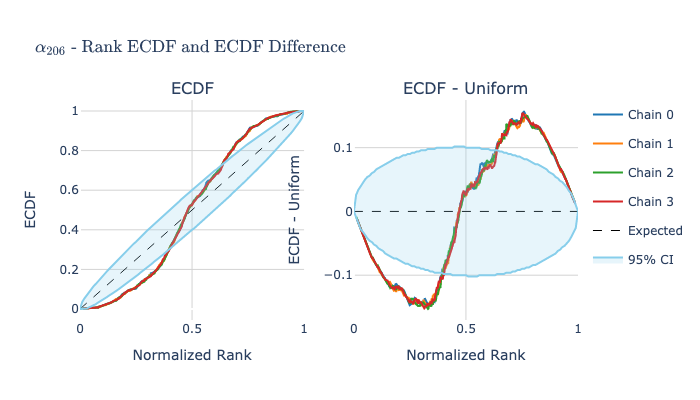 α206 - Rank ECDF and ECDF Difference
ECDF
ECDF - Uniform
ECDF
1
0.8
0.6
0.4
0.2
0
0
0.5
1
Normalized Rank
ECDF - Uniform
0.1
0
−0.1
0
0.5
1
Normalized Rank
Chain 0
Chain 1
Chain 2
Chain 3
Expected
95% CI